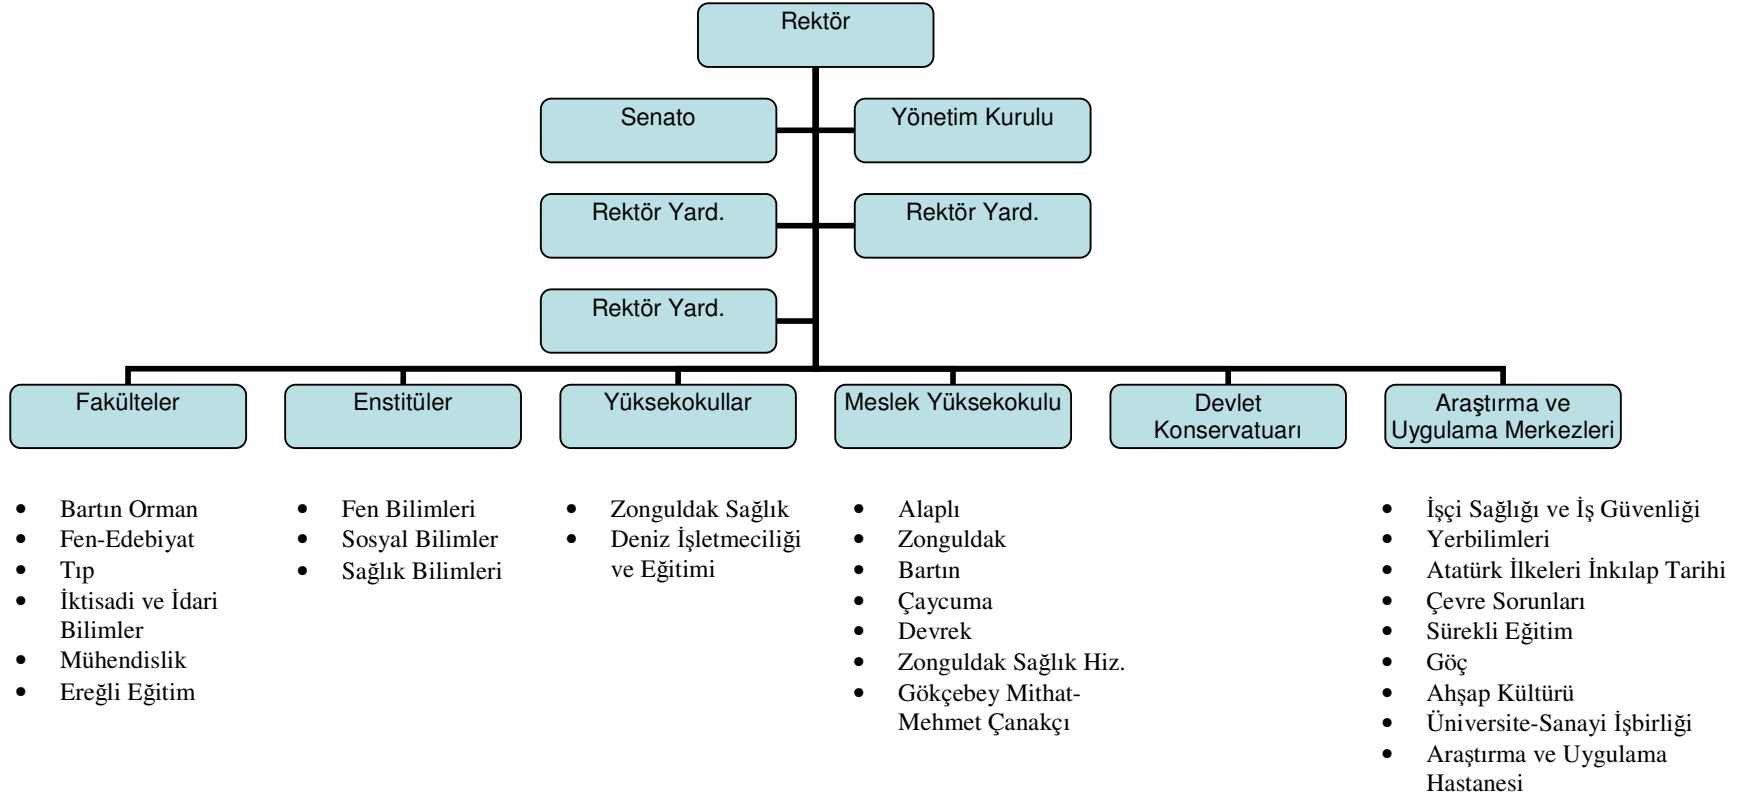 Rektör
Senato
Yönetim Kurulu
Rektör Yard.
Rektör Yard.
Rektör Yard.
Fakülteler
Enstitüler
Yüksekokullar
Meslek Yüksekokulu
Devlet
Konservatuarı
Araştırma ve
Uygulama Merkezleri
• Bartın Orman
• Fen-Edebiyat
• Tıp
• İktisadi ve İdari
Bilimler
• Mühendislik
• Ereğli Eğitim
• Fen Bilimleri
• Sosyal Bilimler
• Sağlık Bilimleri
• Zonguldak Sağlık
• Deniz İşletmeciliği
ve Eğitimi
• Alaplı
• Zonguldak
• Bartın
• Çaycuma
• Devrek
• Zonguldak Sağlık Hiz.
• Gökçebey Mithat-
Mehmet Çanakçı
• İşçi Sağlığı ve İş Güvenliği
• Yerbilimleri
• Atatürk İlkeleri İnkılap Tarihi
• Çevre Sorunları
• Sürekli Eğitim
• Göç
• Ahşap Kültürü
• Üniversite-Sanayi İşbirliği
• Araştırma ve Uygulama
Hastanesi